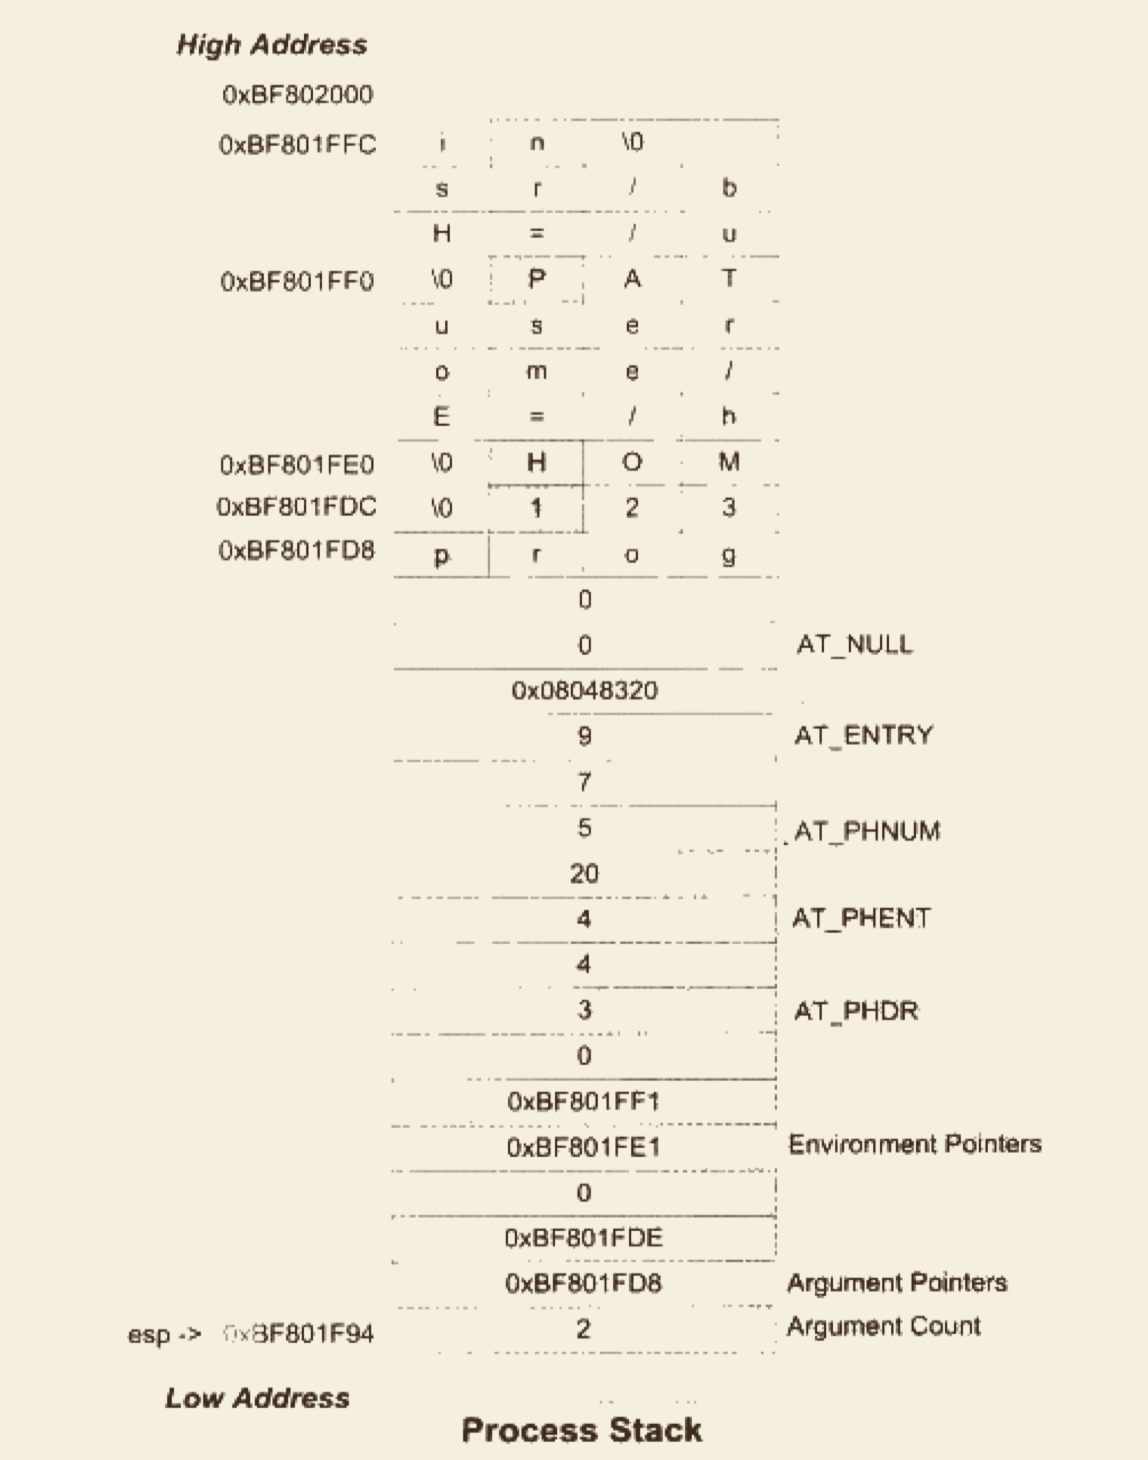 High Address
0xBF802000
0xBF801FFC i n \0
s r / b
H = / u
0xBF801FF0 \0 P A T
u s e r
o m e /
E = / h
0xBF801FE0 \0 H O M
0xBF801FDC \0 1 2 3
0xBF801FD8 p r o g
0
0 AT_NULL
0x08048320
9 AT_ENTRY
7
5 AT_PHNUM
20
4 AT_PHENT
4
3 AT_PHDR
0
0xBF801FF1
0xBF801FE1 Environment Pointers
0
0xBF801FDE
0xBF801FD8 Argument Pointers
esp -> 0xBF801F94 2 Argument Count
Low Address
Process Stack